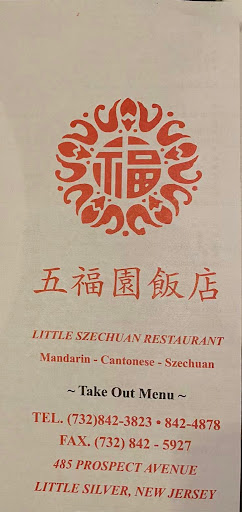 福
五福園飯店
LITTLE SZECHUAN RESTAURANT
Mandarin - Cantonese - Szechuan
~ Take Out Menu ~
TEL. (732)842-3823 • 842-4878
FAX. (732) 842 - 5927
485 PROSPECT AVENUE
LITTLE SILVER, NEW JERSEY